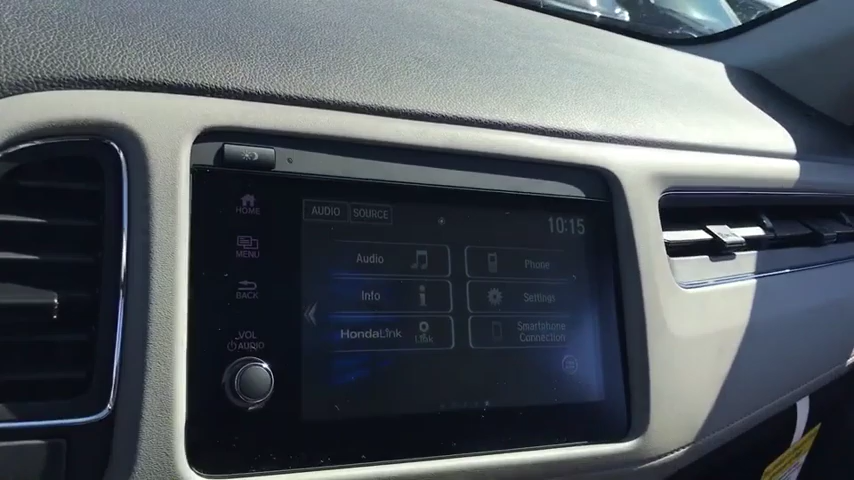 HOME
MENU
BACK
VOL
AUDIO
AUDIO SOURCE
10:15
Audio
Phone
Info
Settings
HondaLink
Link
Smartphone
Connection